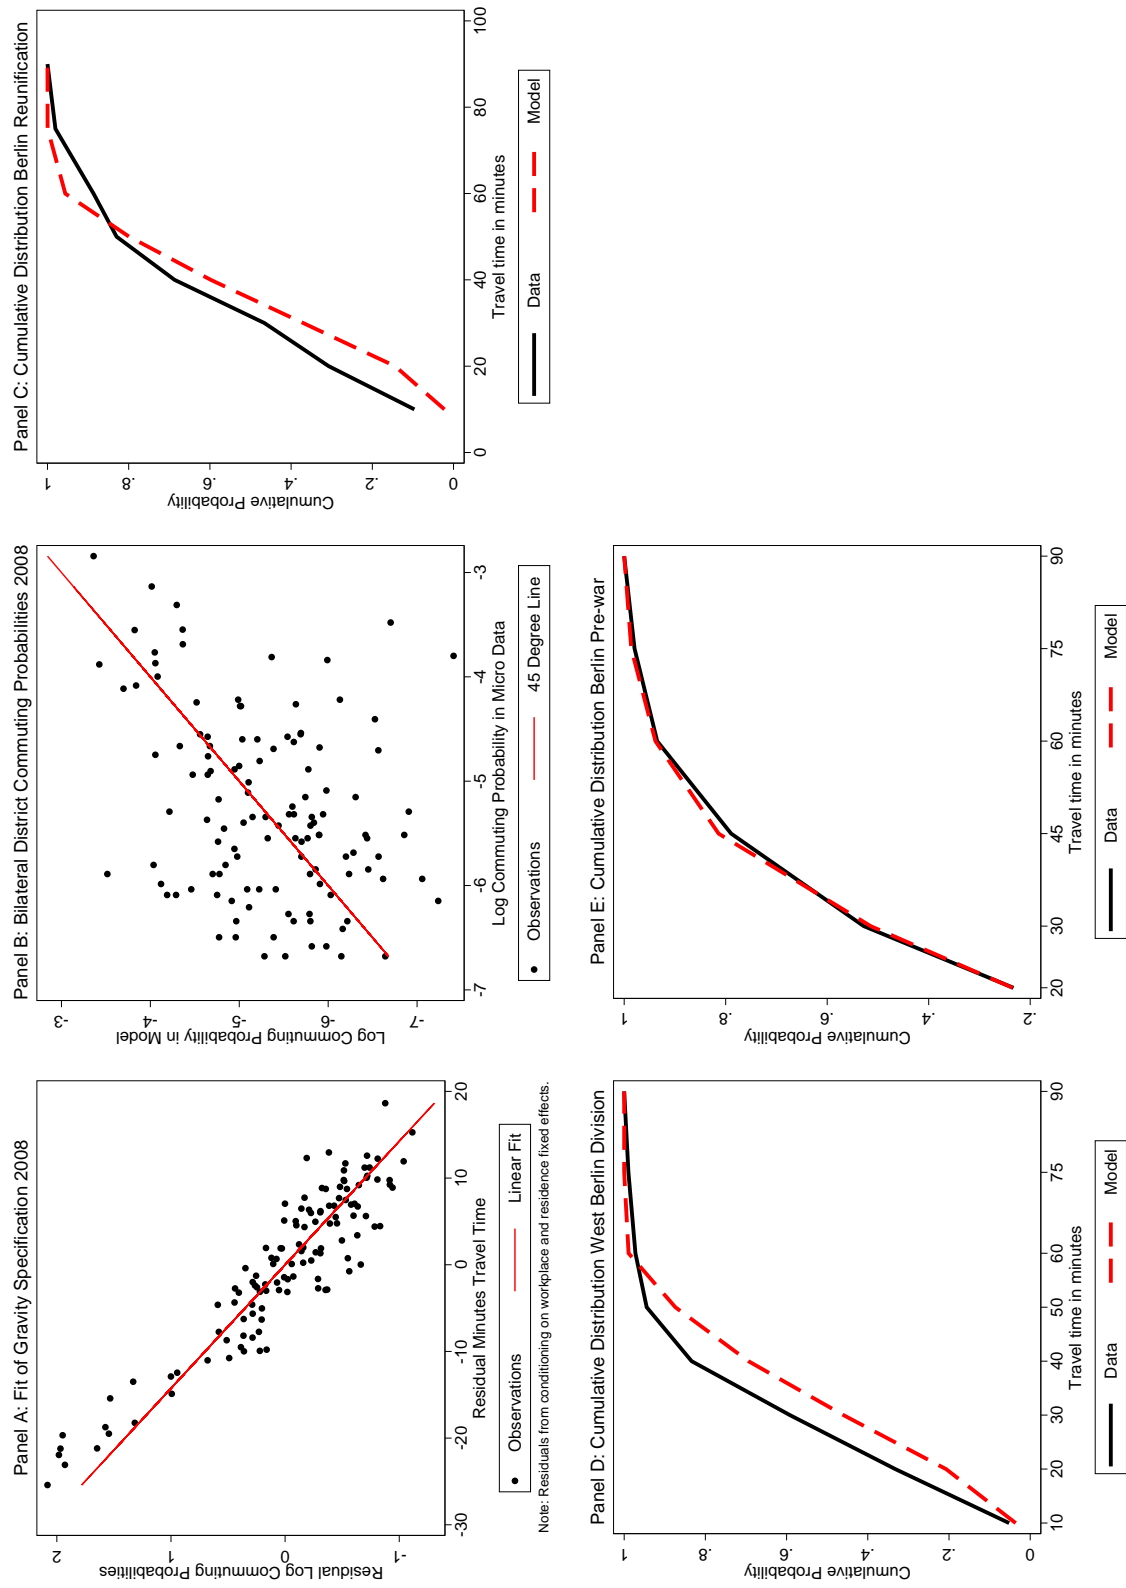 Panel A: Fit of Gravity Specification 2008
Residual Log Commuting Probabilities
2
1
0
-1
-30
-20
-10
0
10
20
Residual Minutes Travel Time
Observations
Linear Fit
Note: Residuals from conditioning on workplace and residence fixed effects.
Panel B: Bilateral District Commuting Probabilities 2008
Log Commuting Probability in Model
-3
-4
-5
-6
-7
-7
-6
-5
-4
-3
Log Commuting Probability in Micro Data
Observations
45 Degree Line
Panel C: Cumulative Distribution Berlin Reunification
Cumulative Probability
1
.8
.6
.4
.2
0
0
20
40
60
80
100
Travel time in minutes
Data
Model
Panel D: Cumulative Distribution West Berlin Division
Cumulative Probability
1
.8
.6
.4
.2
0
10
20
30
40
50
60
75
90
Travel time in minutes
Data
Model
Panel E: Cumulative Distribution Berlin Pre-war
Cumulative Probability
1
.8
.6
.4
.2
20
30
45
60
75
90
Travel time in minutes
Data
Model